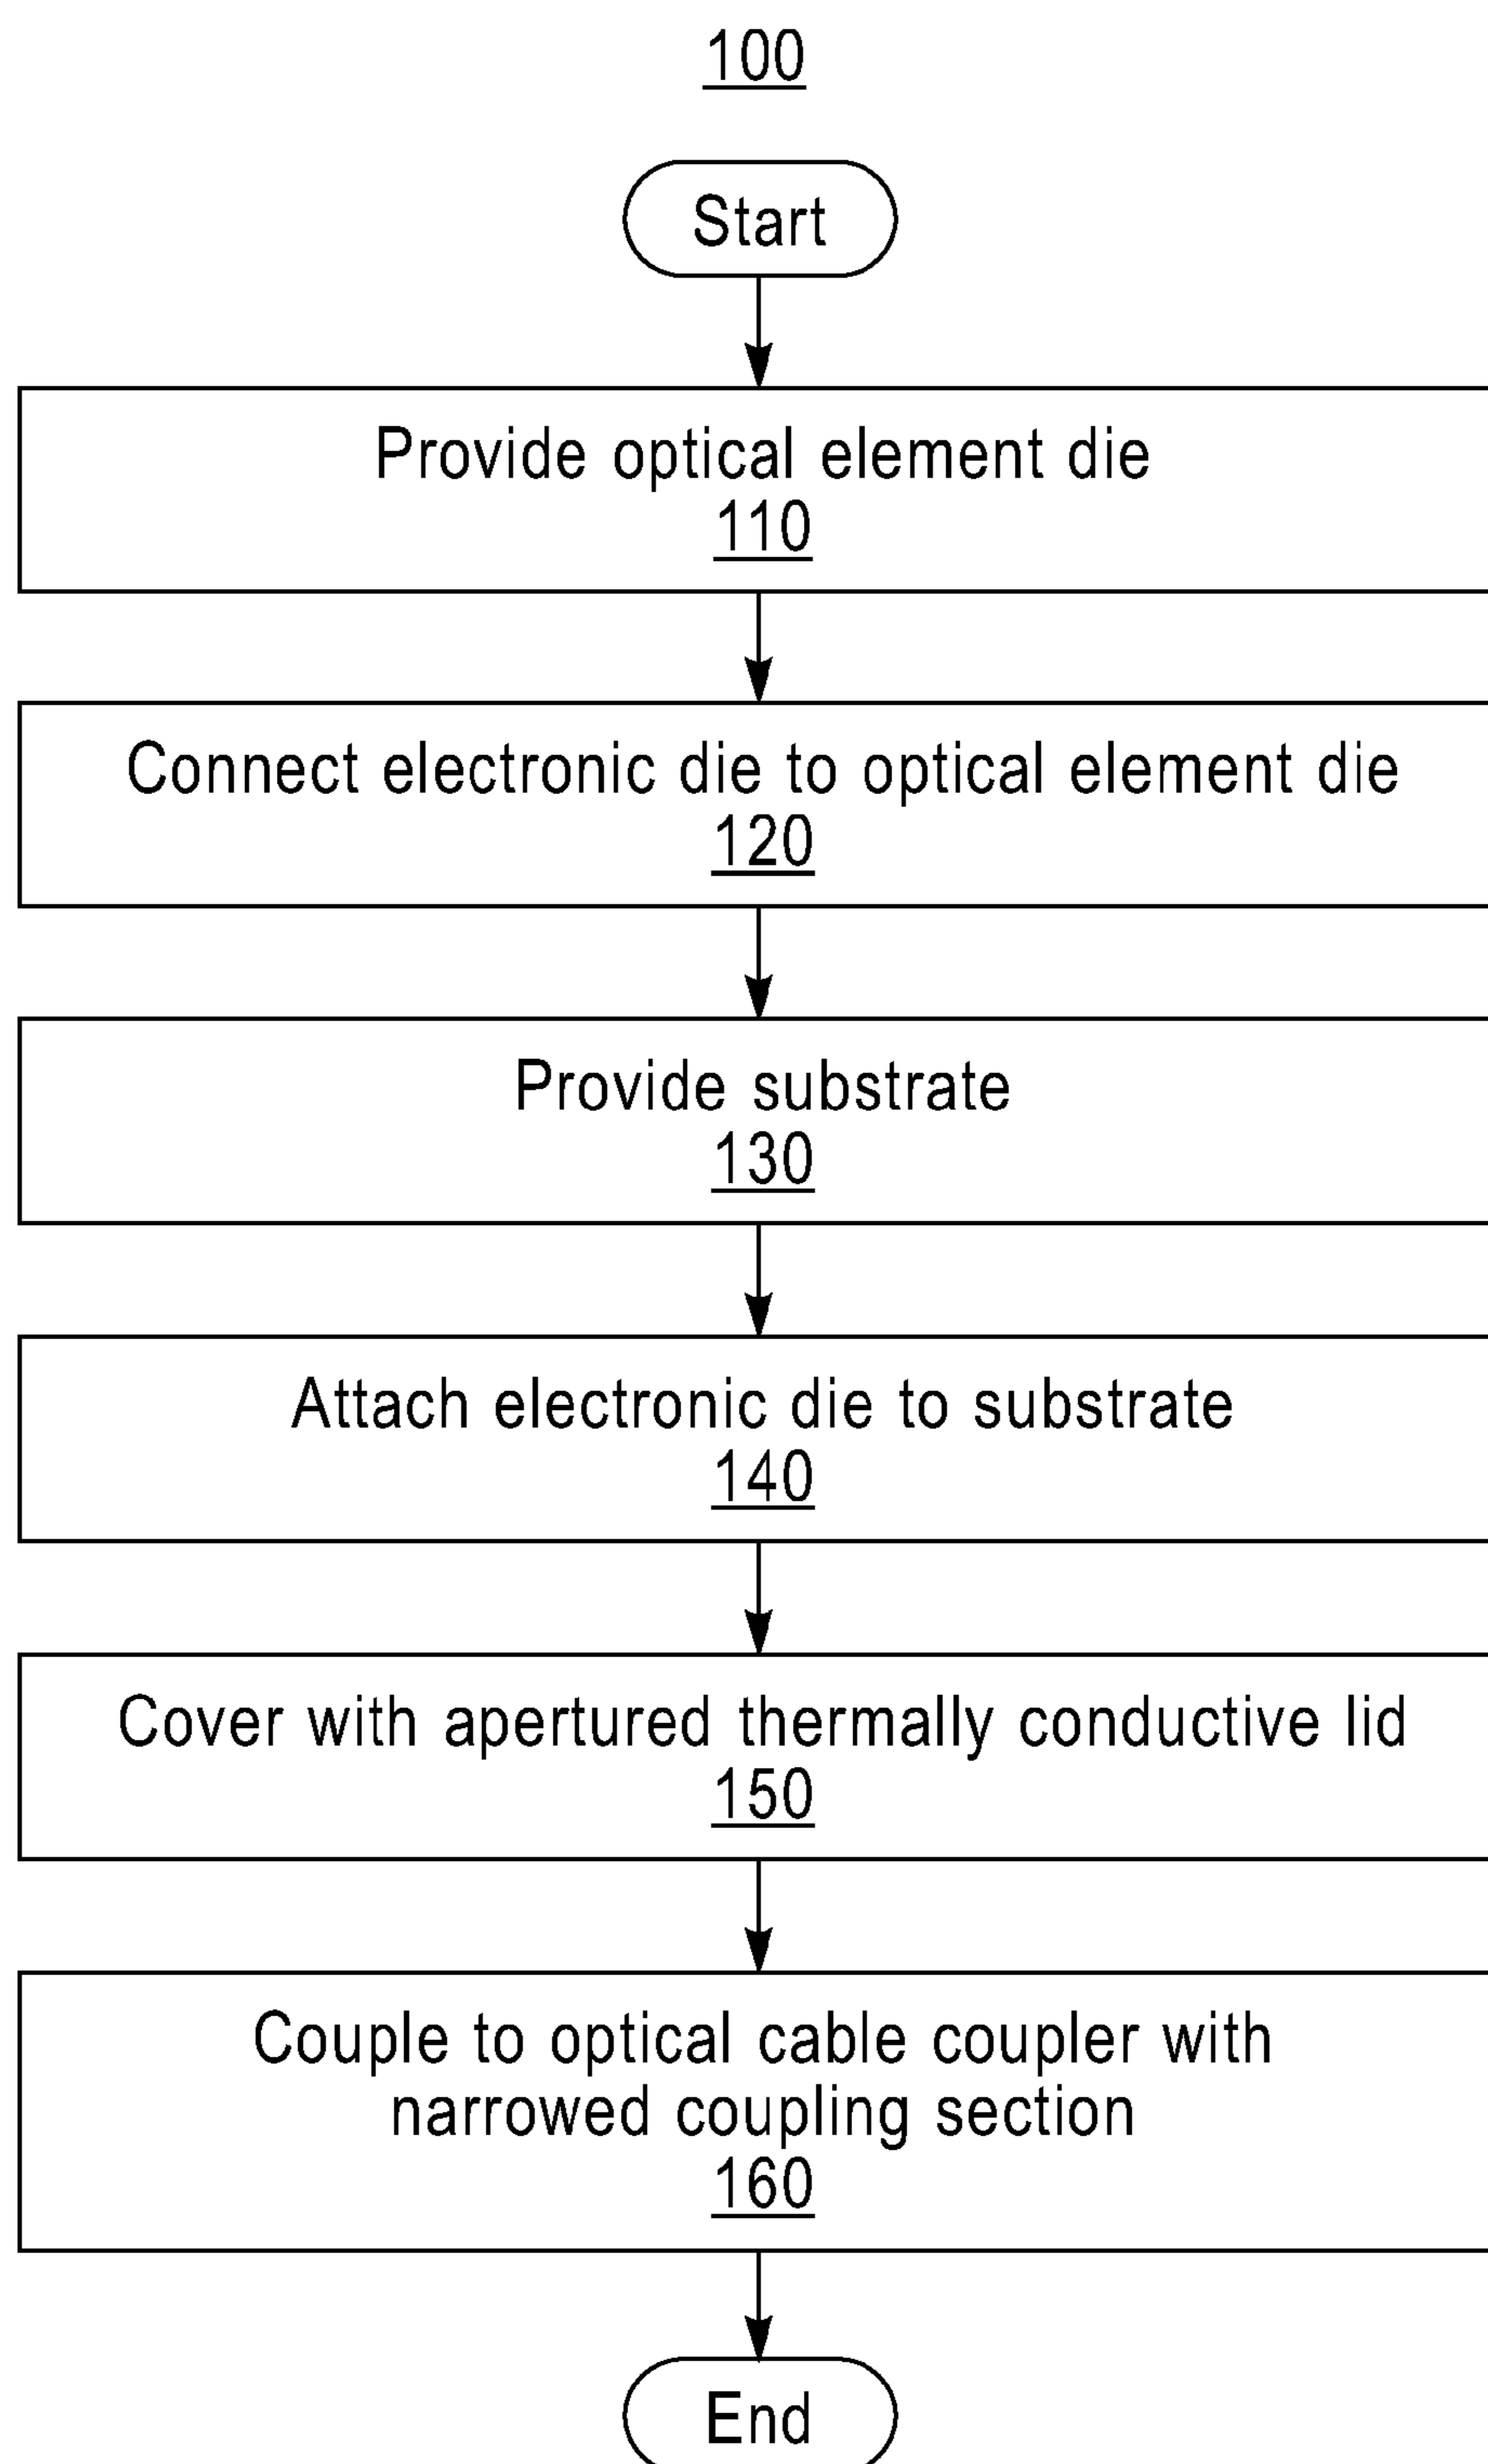 100
Start
Provide optical element die
110
Connect electronic die to optical element die
120
Provide substrate
130
Attach electronic die to substrate
140
Cover with apertured thermally conductive lid
150
Couple to optical cable coupler with
narrowed coupling section
160
End